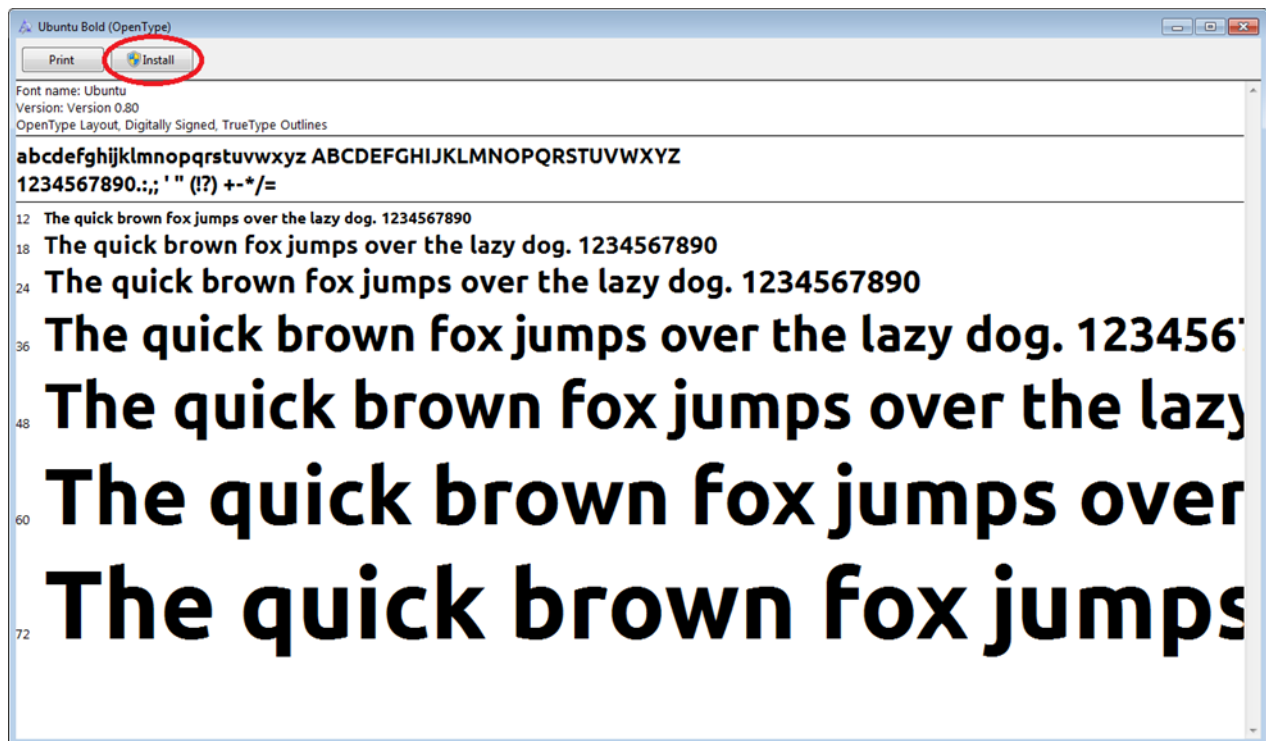 Ubuntu Bold (OpenType)
Print Install
Font name: Ubuntu
Version: Version 0.80
OpenType Layout, Digitally Signed, TrueType Outlines
abcdefghijklmnopqrstuvwxyz ABCDEFGHIJKLMNOPQRSTUVWXYZ
1234567890.:,; ' " (!?) +-*/=
12 The quick brown fox jumps over the lazy dog. 1234567890
18 The quick brown fox jumps over the lazy dog. 1234567890
24 The quick brown fox jumps over the lazy dog. 1234567890
36 The quick brown fox jumps over the lazy dog. 1234567
48 The quick brown fox jumps over the lazy
60 The quick brown fox jumps over
72 The quick brown fox jumps